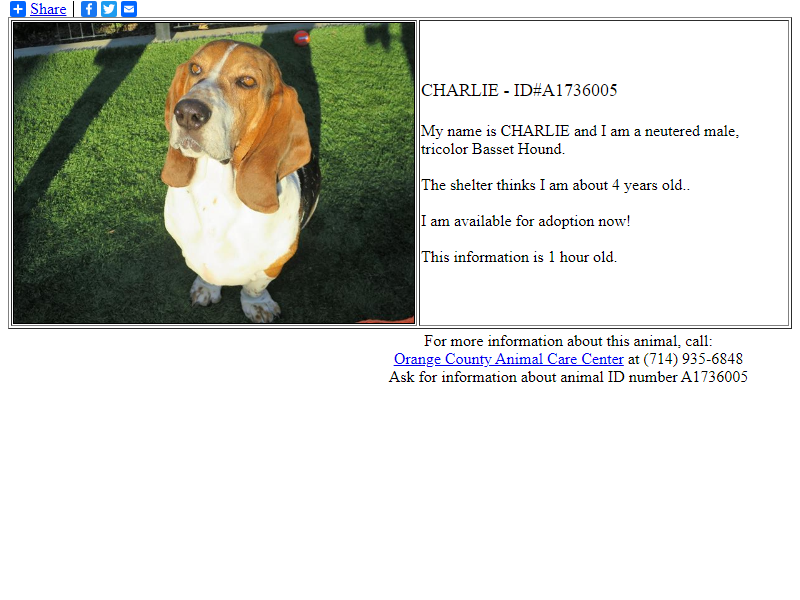 Share |
CHARLIE - ID#A1736005
My name is CHARLIE and I am a neutered male,
tricolor Basset Hound.
The shelter thinks I am about 4 years old..
I am available for adoption now!
This information is 1 hour old.
For more information about this animal, call:
Orange County Animal Care Center at (714) 935-6848
Ask for information about animal ID number A1736005